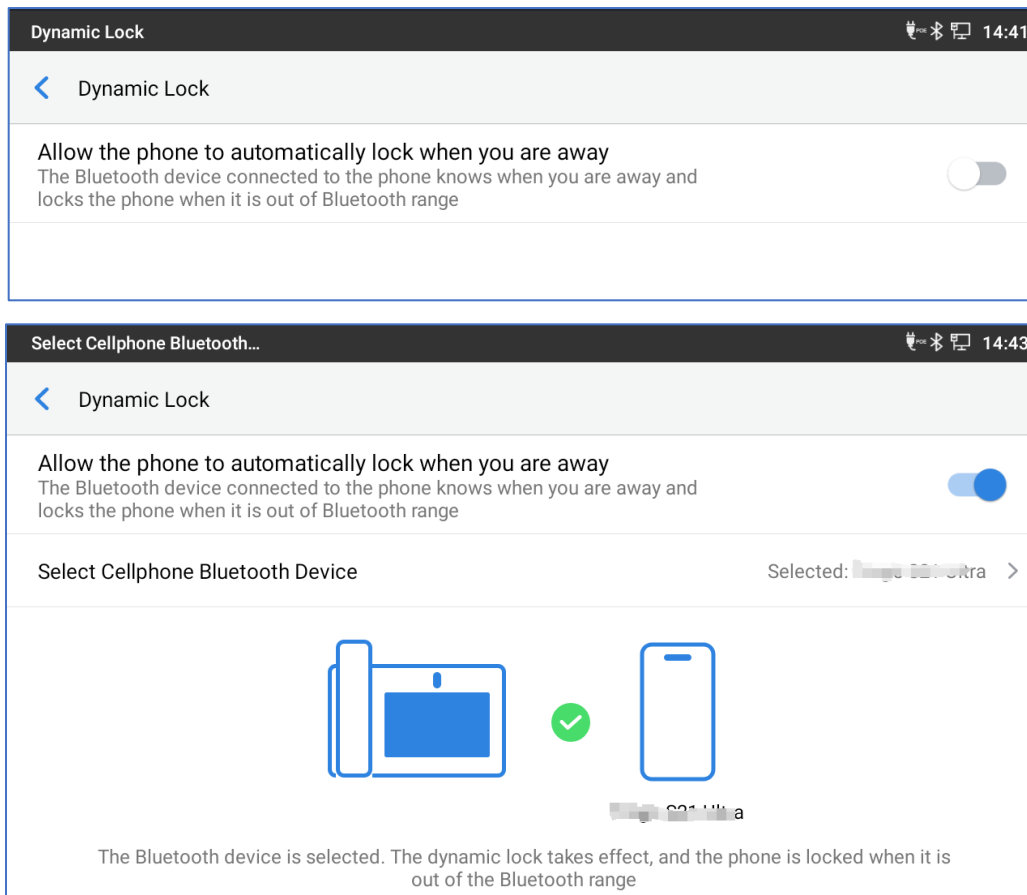 Dynamic Lock
14:41
Dynamic Lock
Allow the phone to automatically lock when you are away
The Bluetooth device connected to the phone knows when you are away and
locks the phone when it is out of Bluetooth range
Select Cellphone Bluetooth...
14:43
Dynamic Lock
Allow the phone to automatically lock when you are away
The Bluetooth device connected to the phone knows when you are away and
locks the phone when it is out of Bluetooth range
Select Cellphone Bluetooth Device
Selected: S21 Ultra
S21 Ultra
The Bluetooth device is selected. The dynamic lock takes effect, and the phone is locked when it is
out of the Bluetooth range